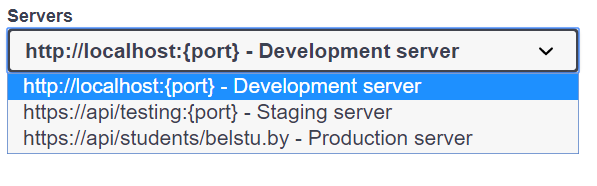 Servers
http://localhost:{port} - Development server
http://localhost:{port} - Development server
https://api/testing:{port} - Staging server
https://api/students/belstu.by - Production server